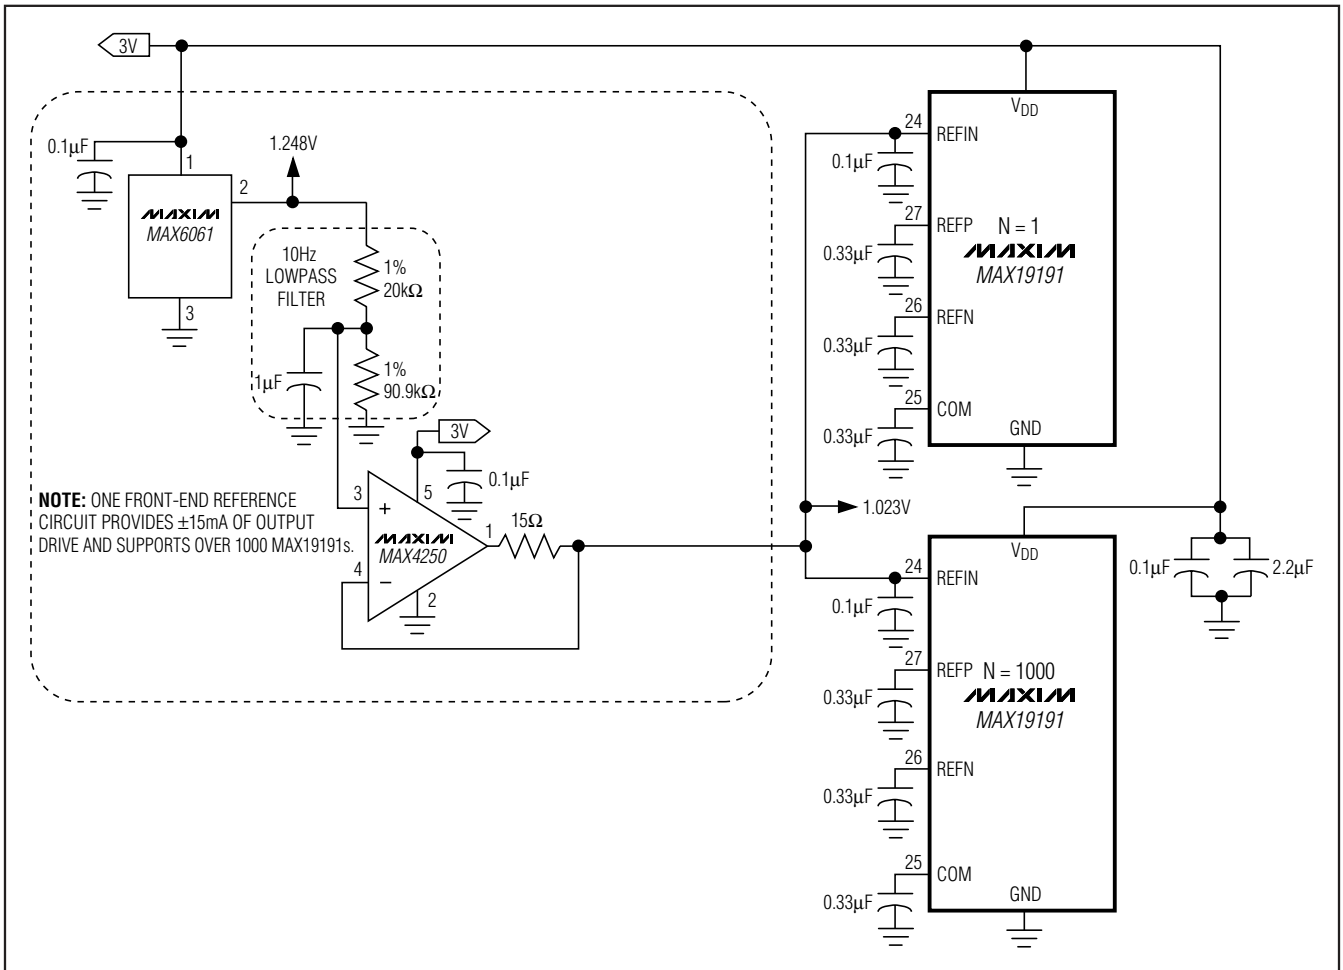 3V
0.1µF
1
1.248V
2
MAXIM
MAX6061
3
10Hz
LOWPASS
FILTER
1%
20kΩ
1µF
1%
90.9kΩ
3V
0.1µF
NOTE: ONE FRONT-END REFERENCE
CIRCUIT PROVIDES ±15mA OF OUTPUT
DRIVE AND SUPPORTS OVER 1000 MAX19191s.
3
+
5
MAXIM
MAX4250
1
15Ω
4
−
2
VDD
24
REFIN
0.1µF
27
REFP
N = 1
MAXIM
MAX19191
0.33µF
26
REFN
0.33µF
25
COM
0.33µF
GND
1.023V
VDD
24
REFIN
0.1µF
27
REFP
N = 1000
MAXIM
MAX19191
0.33µF
26
REFN
0.33µF
25
COM
0.33µF
GND
0.1µF
2.2µF